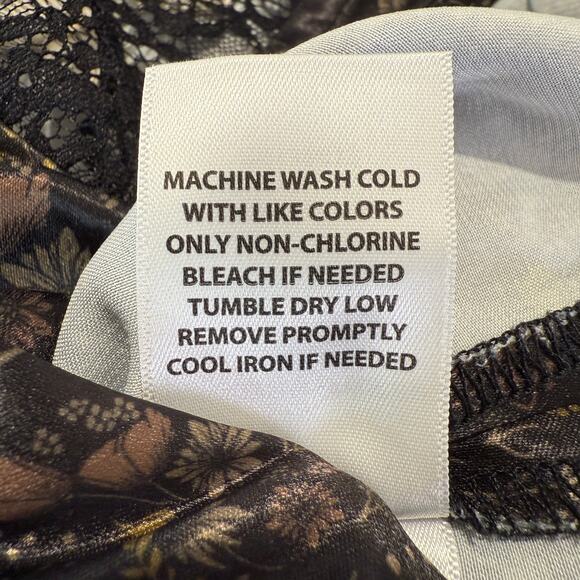 MACHINE WASH COLD
WITH LIKE COLORS
ONLY NON-CHLORINE
BLEACH IF NEEDED
TUMBLE DRY LOW
REMOVE PROMPTLY
COOL IRON IF NEEDED